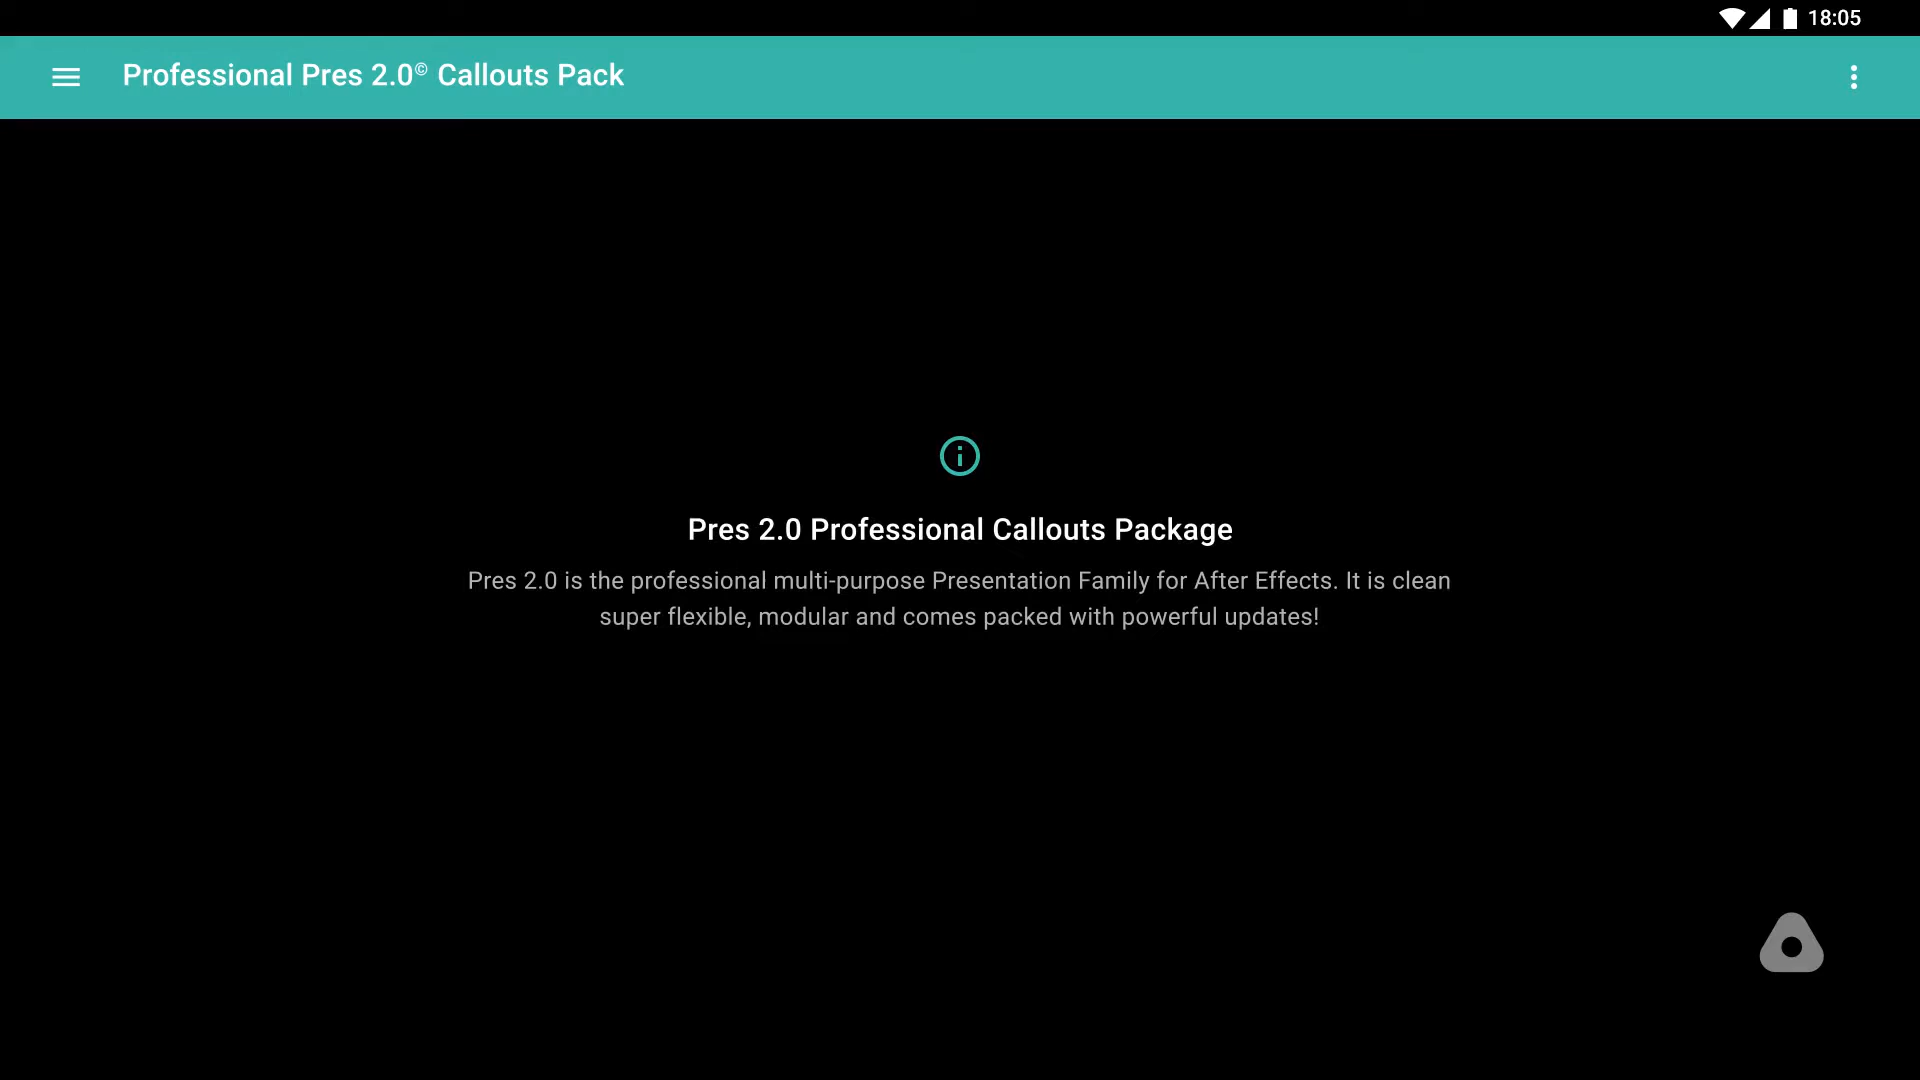 18:05
Professional Pres 2.0© Callouts Pack
Pres 2.0 Professional Callouts Package
Pres 2.0 is the professional multi-purpose Presentation Family for After Effects. It is clean
super flexible, modular and comes packed with powerful updates!